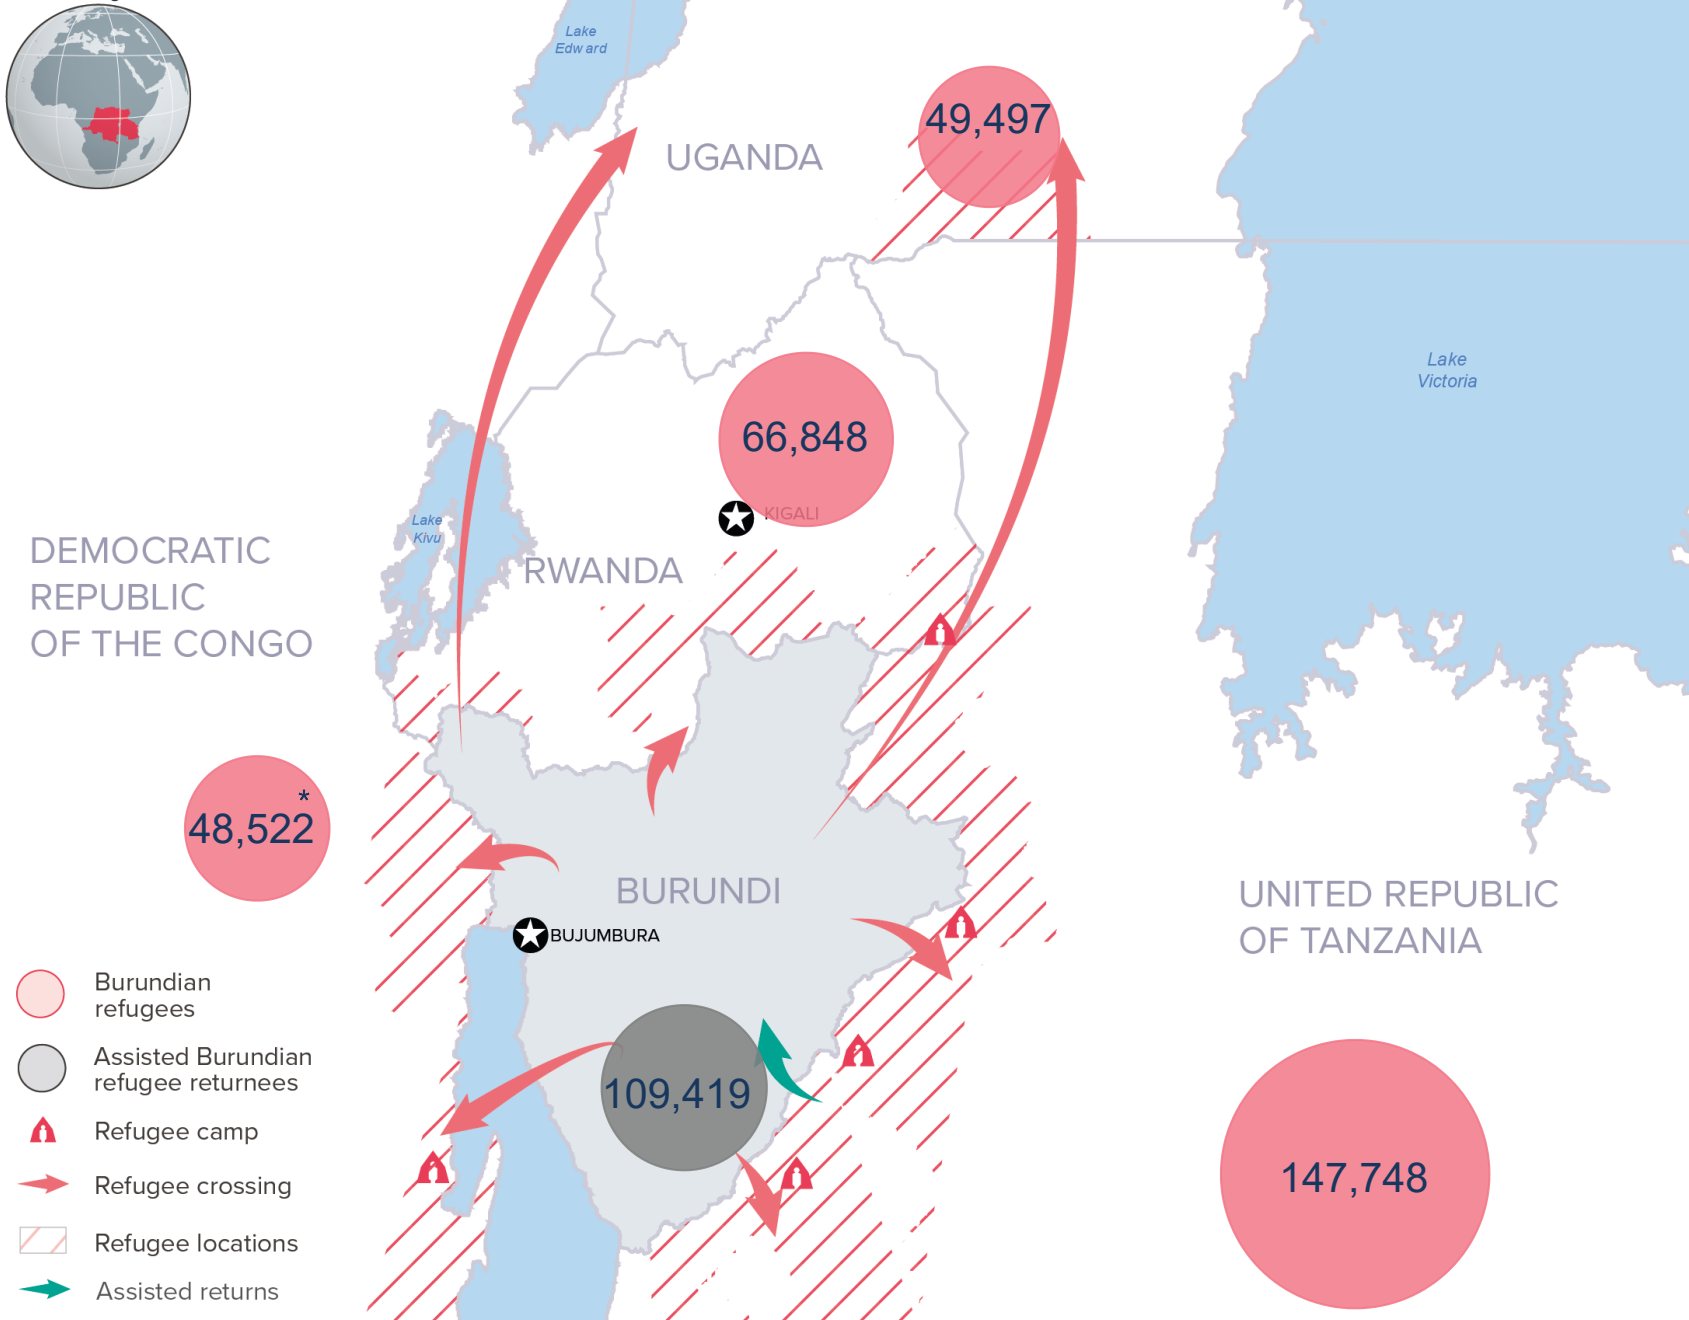 Lake
Edward
49,497
UGANDA
Lake
Victoria
66,848
KIGALI
Lake
Kivu
RWANDA
DEMOCRATIC
REPUBLIC
OF THE CONGO
*
48,522
BURUNDI
UNITED REPUBLIC
OF TANZANIA
BUJUMBURA
109,419
147,748
Burundian
refugees
Assisted Burundian
refugee returnees
Refugee camp
Refugee crossing
Refugee locations
Assisted returns